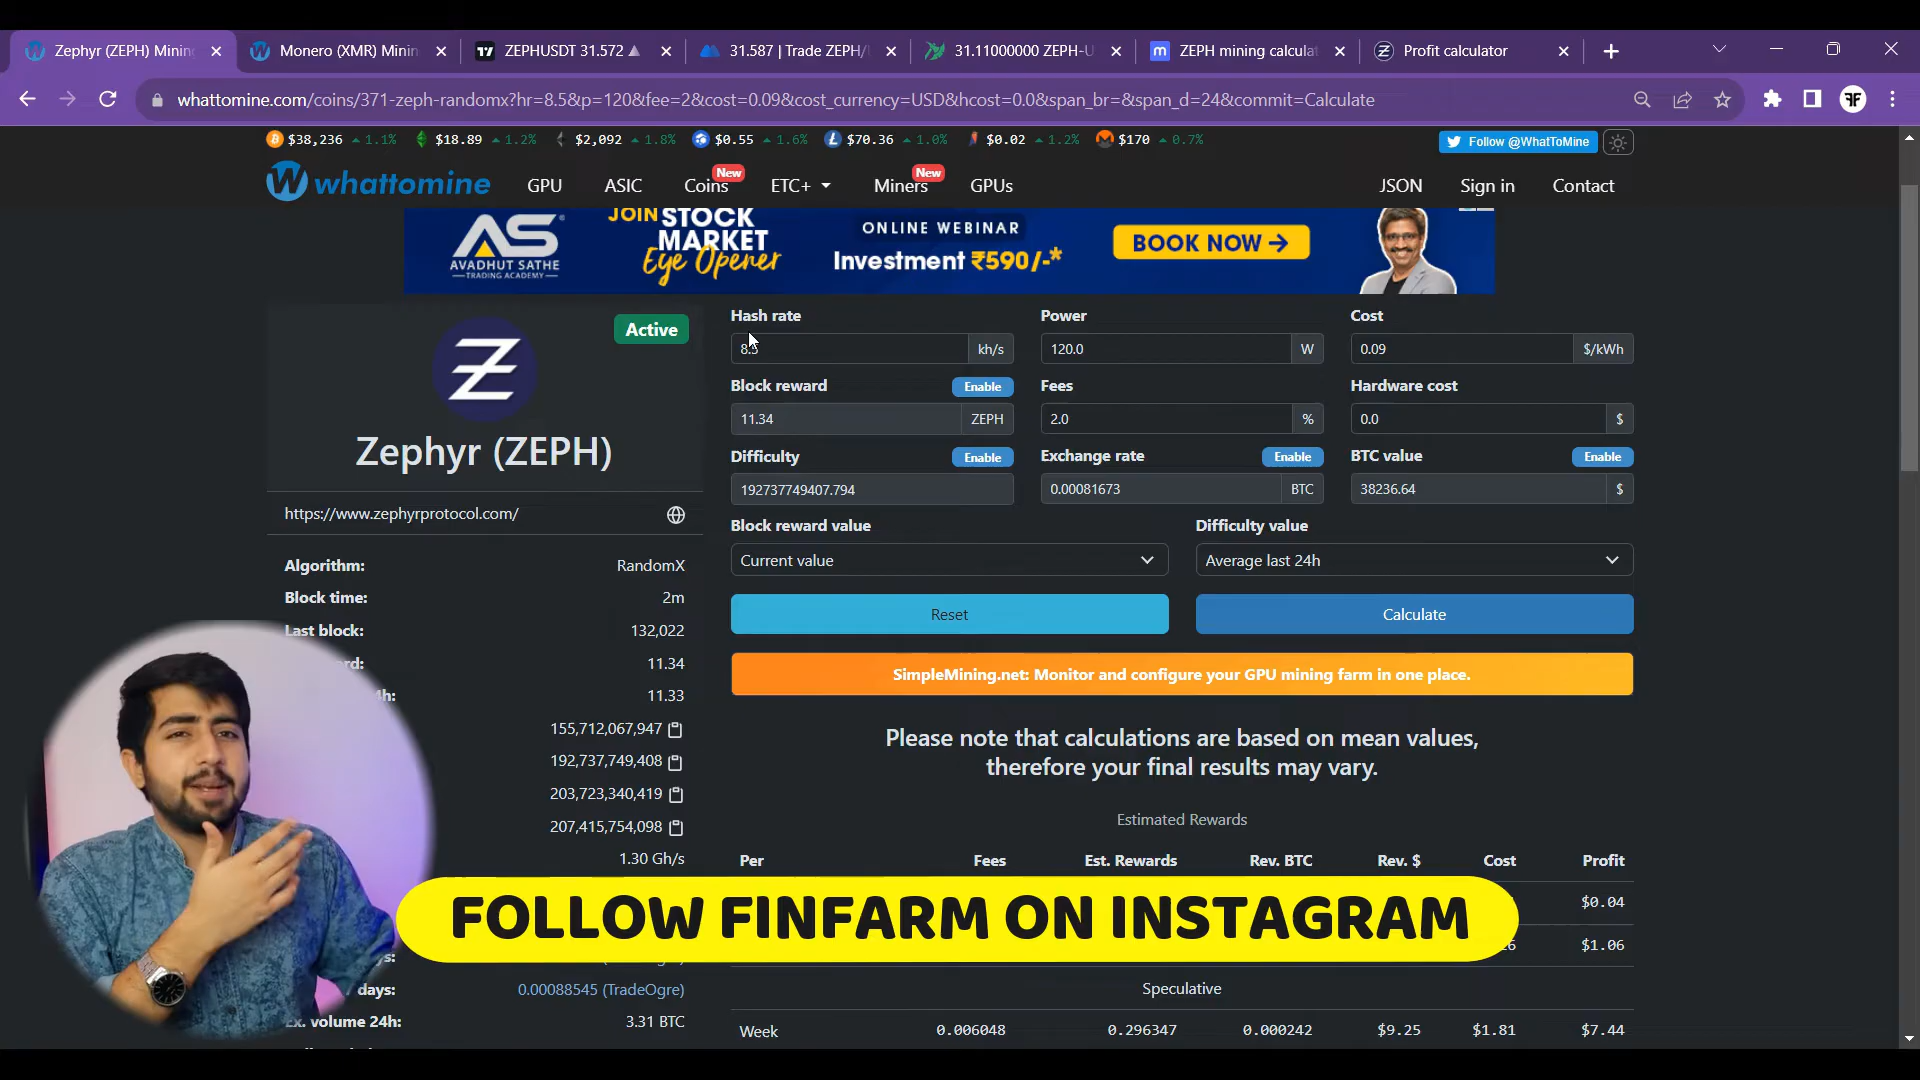 Zephyr (ZEPH) Minin
Monero (XMR) Minin
ZEPHUSDT 31.572
31.587 | Trade ZEPH/
31.11000000 ZEPH-U
ZEPH mining calculat
Profit calculator
whattomine.com/coins/371-zeph-randomx?hr=8.5&p=120&fee=2&cost=0.09&cost_currency=USD&hcost=0.0&span_br=&span_d=24&commit=Calculate
$38,236 1.1% $18.89 1.2% $2,092 1.8% $0.55 1.6% $70.36 1.0% $0.02 1.2% $170 0.7%
Follow @WhatToMine
whattomine
GPU ASIC Coins New ETC+ Miners New GPUs JSON Sign in Contact
AS
AVADHUT SATHE
TRADING ACADEMY
JOIN STOCK
MARKET
Eye Opener
ONLINE WEBINAR
Investment ₹590/-*
BOOK NOW →
Active
Zephyr (ZEPH)
https://www.zephyrprotocol.com/
Algorithm: RandomX
Block time: 2m
Last block: 132,022
rd: 11.34
4h: 11.33
155,712,067,947
192,737,749,408
203,723,340,419
207,415,754,098
1.30 Gh/s
days: 0.00088545 (TradeOgre)
Ex. volume 24h: 3.31 BTC
Hash rate Power Cost
8.5 kh/s 120.0 W 0.09 $/kWh
Block reward Enable Fees Hardware cost
11.34 ZEPH 2.0 % 0.0 $
Difficulty Enable Exchange rate Enable BTC value Enable
192737749407.794 0.00081673 BTC 38236.64 $
Block reward value Difficulty value
Current value Average last 24h
Reset Calculate
SimpleMining.net: Monitor and configure your GPU mining farm in one place.
Please note that calculations are based on mean values,
therefore your final results may vary.
Estimated Rewards
Per Fees Est. Rewards Rev. BTC Rev. $ Cost Profit
$0.04
$1.06
FOLLOW FINFARM ON INSTAGRAM
Speculative
Week 0.006048 0.296347 0.000242 $9.25 $1.81 $7.44